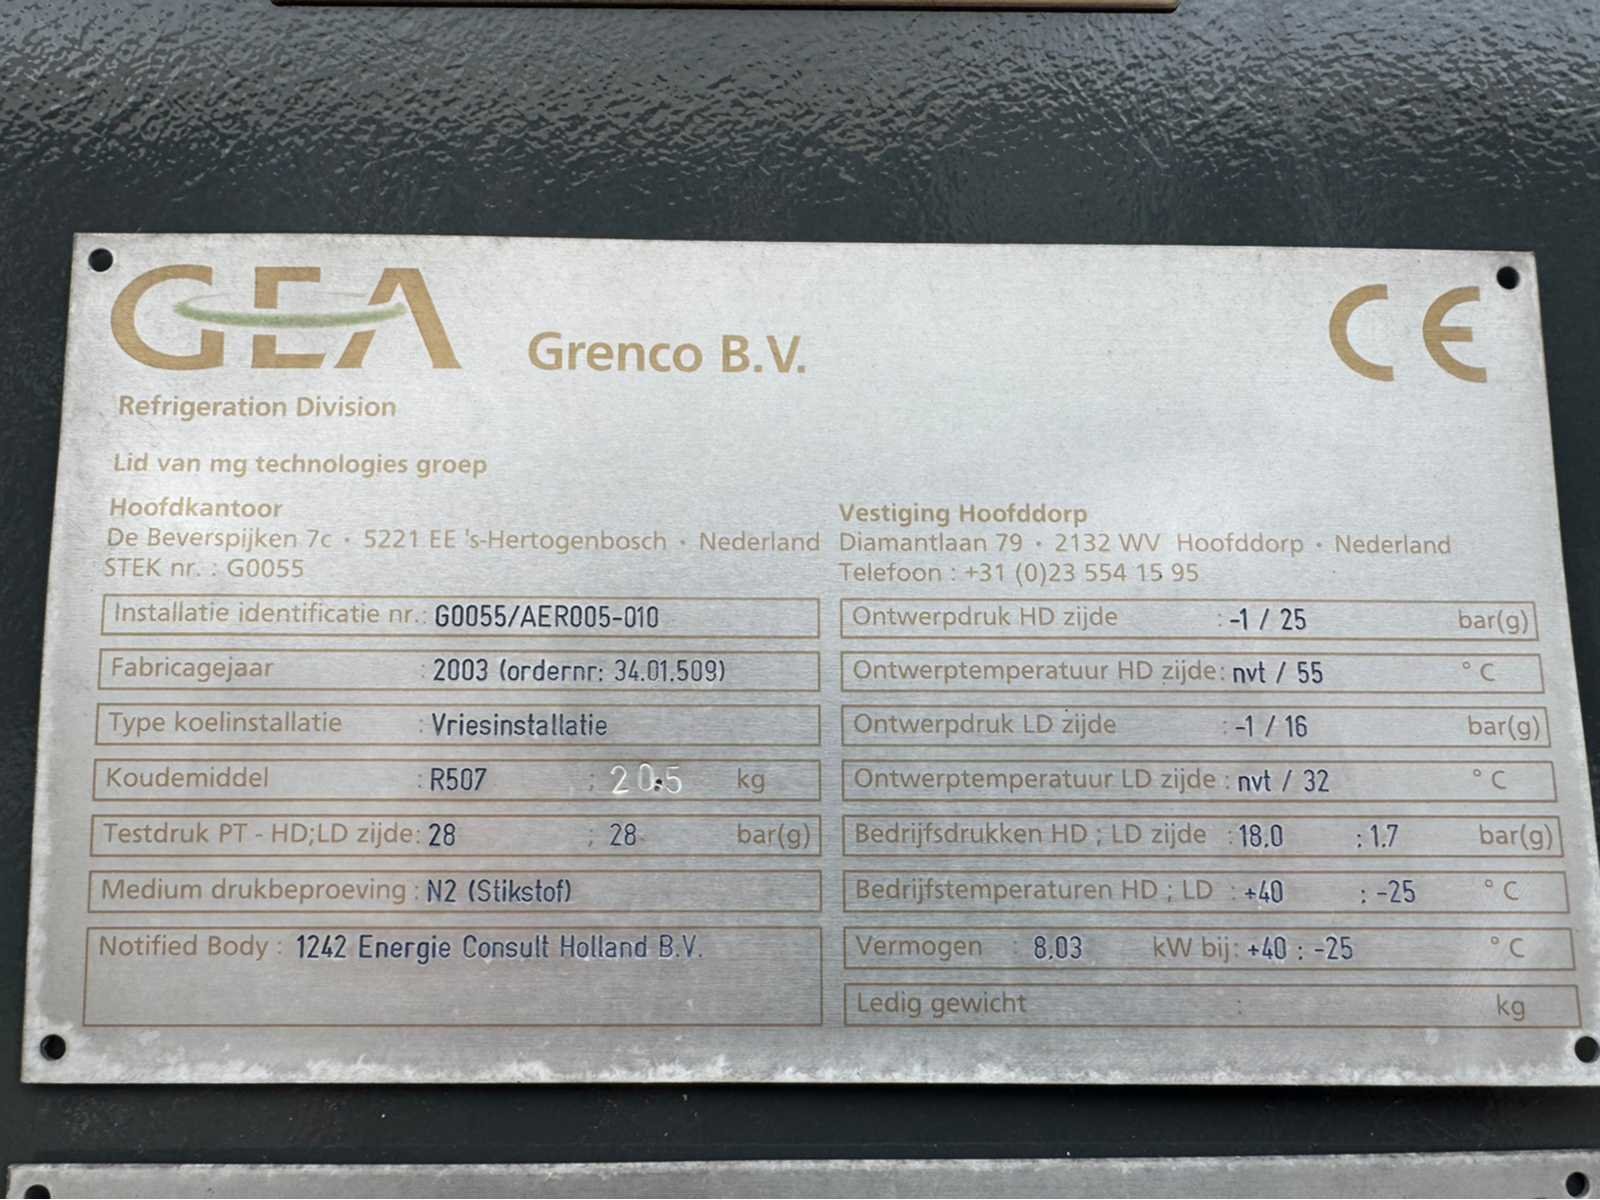 GEA Grenco B.V. CE
Refrigeration Division
Lid van mg technologies groep
Hoofdkantoor
De Beverspijken 7c · 5221 EE 's-Hertogenbosch · Nederland
STEK nr. : G0055
Vestiging Hoofddorp
Diamantlaan 79 · 2132 WV Hoofddorp · Nederland
Telefoon : +31 (0)23 554 15 95
Installatie identificatie nr.: G0055/AER005-010
Fabricagejaar : 2003 (ordernr: 34.01.509)
Type koelinstallatie : Vriesinstallatie
Koudemiddel : R507 ; 20.5 kg
Testdruk PT - HD;LD zijde: 28 ; 28 bar(g)
Medium drukbeproeving : N2 (Stikstof)
Notified Body : 1242 Energie Consult Holland B.V.
Ontwerpdruk HD zijde : -1 / 25 bar(g)
Ontwerptemperatuur HD zijde: nvt / 55 °C
Ontwerpdruk LD zijde : -1 / 16 bar(g)
Ontwerptemperatuur LD zijde : nvt / 32 °C
Bedrijfsdrukken HD ; LD zijde : 18.0 : 1.7 bar(g)
Bedrijfstemperaturen HD ; LD : +40 : -25 °C
Vermogen : 8,03 kW bij: +40 : -25 °C
Ledig gewicht : kg